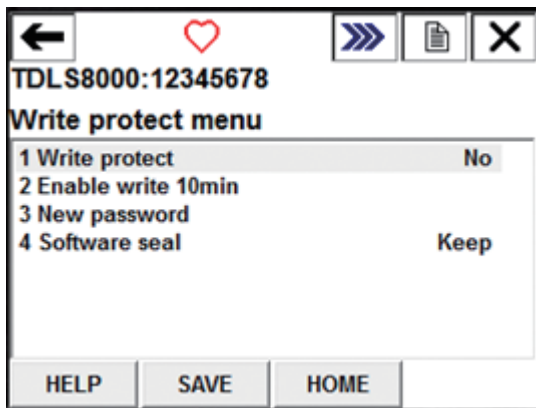 TDLS8000:12345678
Write protect menu
1 Write protect No
2 Enable write 10min
3 New password
4 Software seal Keep
HELP SAVE HOME